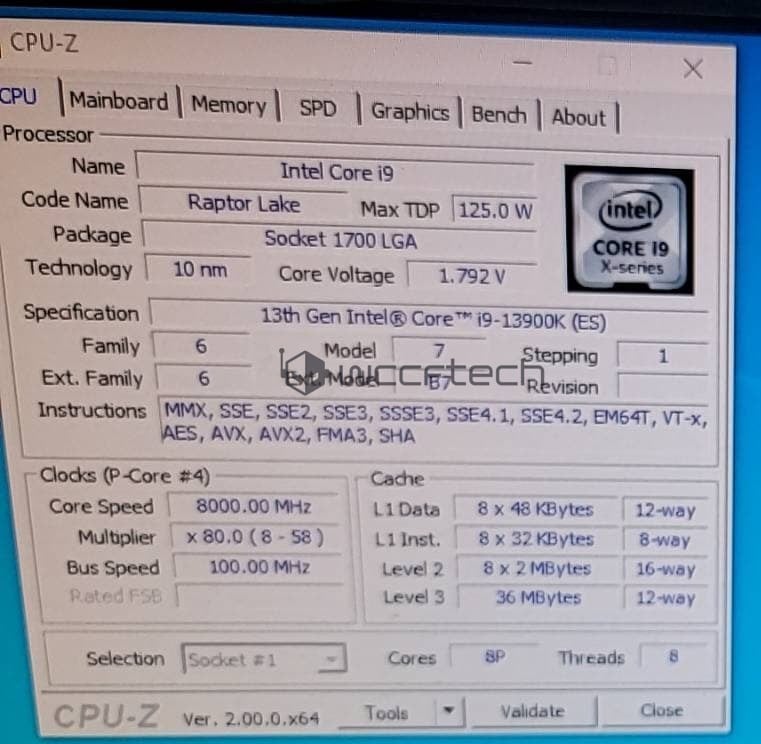 CPU-Z
CPU Mainboard Memory SPD Graphics Bench About
Processor
Name Intel Core i9
Code Name Raptor Lake Max TDP 125.0 W
Package Socket 1700 LGA
Technology 10 nm Core Voltage 1.792 V
intel
CORE i9
X-series
Specification 13th Gen Intel® Core™ i9-13900K (ES)
Family 6 Model 7 Stepping 1
wccftech
Ext. Family 6 Ext. Model B7 Revision
Instructions MMX, SSE, SSE2, SSE3, SSSE3, SSE4.1, SSE4.2, EM64T, VT-x,
AES, AVX, AVX2, FMA3, SHA
Clocks (P-Core #4)
Core Speed 8000.00 MHz
Multiplier x 80.0 ( 8 - 58 )
Bus Speed 100.00 MHz
Rated FSB
Cache
L1 Data 8 x 48 KBytes 12-way
L1 Inst. 8 x 32 KBytes 8-way
Level 2 8 x 2 MBytes 16-way
Level 3 36 MBytes 12-way
Selection Socket #1 Cores 8P Threads 8
CPU-Z Ver. 2.00.0.x64 Tools Validate Close